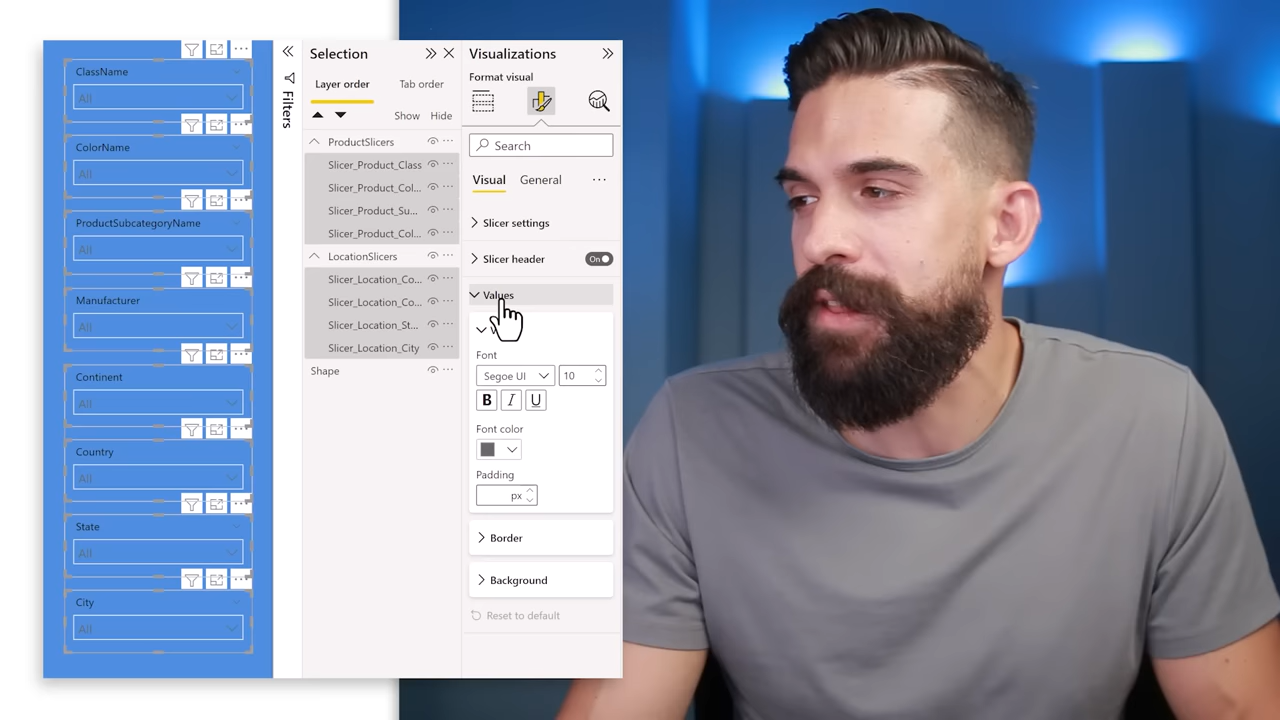 ClassName
All
ColorName
All
ProductSubcategoryName
All
Manufacturer
All
Continent
All
Country
All
State
All
City
All
Filters
Selection
Layer order
Tab order
Show
Hide
ProductSlicers
Slicer_Product_Class
Slicer_Product_Col...
Slicer_Product_Su...
Slicer_Product_Col...
LocationSlicers
Slicer_Location_Co...
Slicer_Location_Co...
Slicer_Location_St...
Slicer_Location_City
Shape
Visualizations
Format visual
Search
Visual
General
Slicer settings
Slicer header
On
Values
Font
Segoe UI
10
B
I
U
Font color
Padding
px
Border
Background
Reset to default